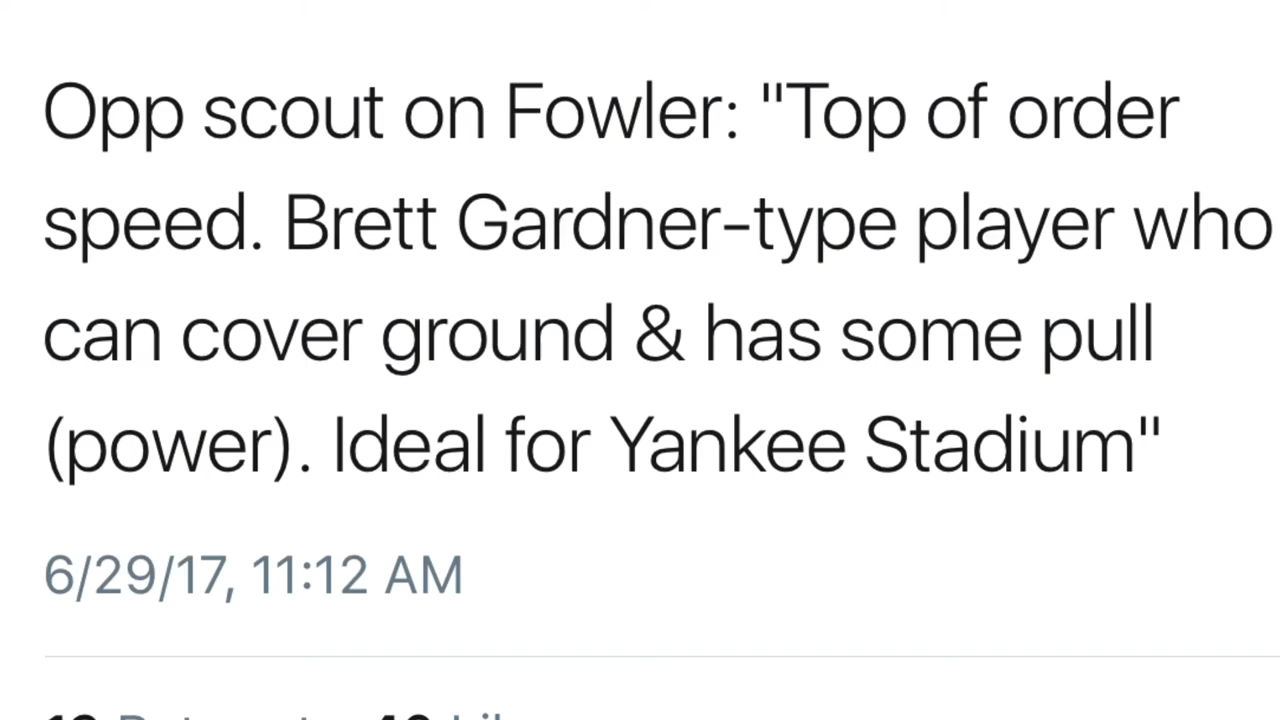 Opp scout on Fowler: "Top of order
speed. Brett Gardner-type player who
can cover ground & has some pull
(power). Ideal for Yankee Stadium"
6/29/17, 11:12 AM